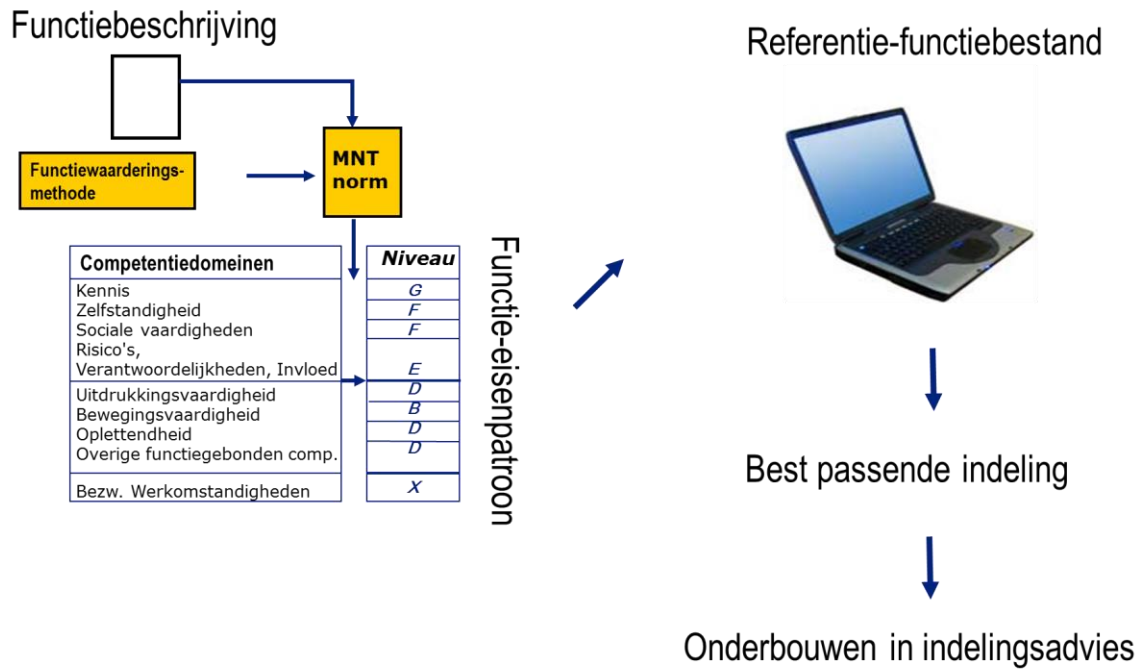 Functiebeschrijving
Functiewaarderings-
methode
MNT
norm
Competentiedomeinen
Niveau
Kennis
G
Zelfstandigheid
F
Sociale vaardigheden
F
Risico's,
Verantwoordelijkheden, Invloed
E
Uitdrukkingsvaardigheid
D
Bewegingsvaardigheid
B
Oplettendheid
D
Overige functiegebonden comp.
D
Bezw. Werkomstandigheden
X
Functie-eisenpatroon
Referentie-functiebestand
Best passende indeling
Onderbouwen in indelingsadvies